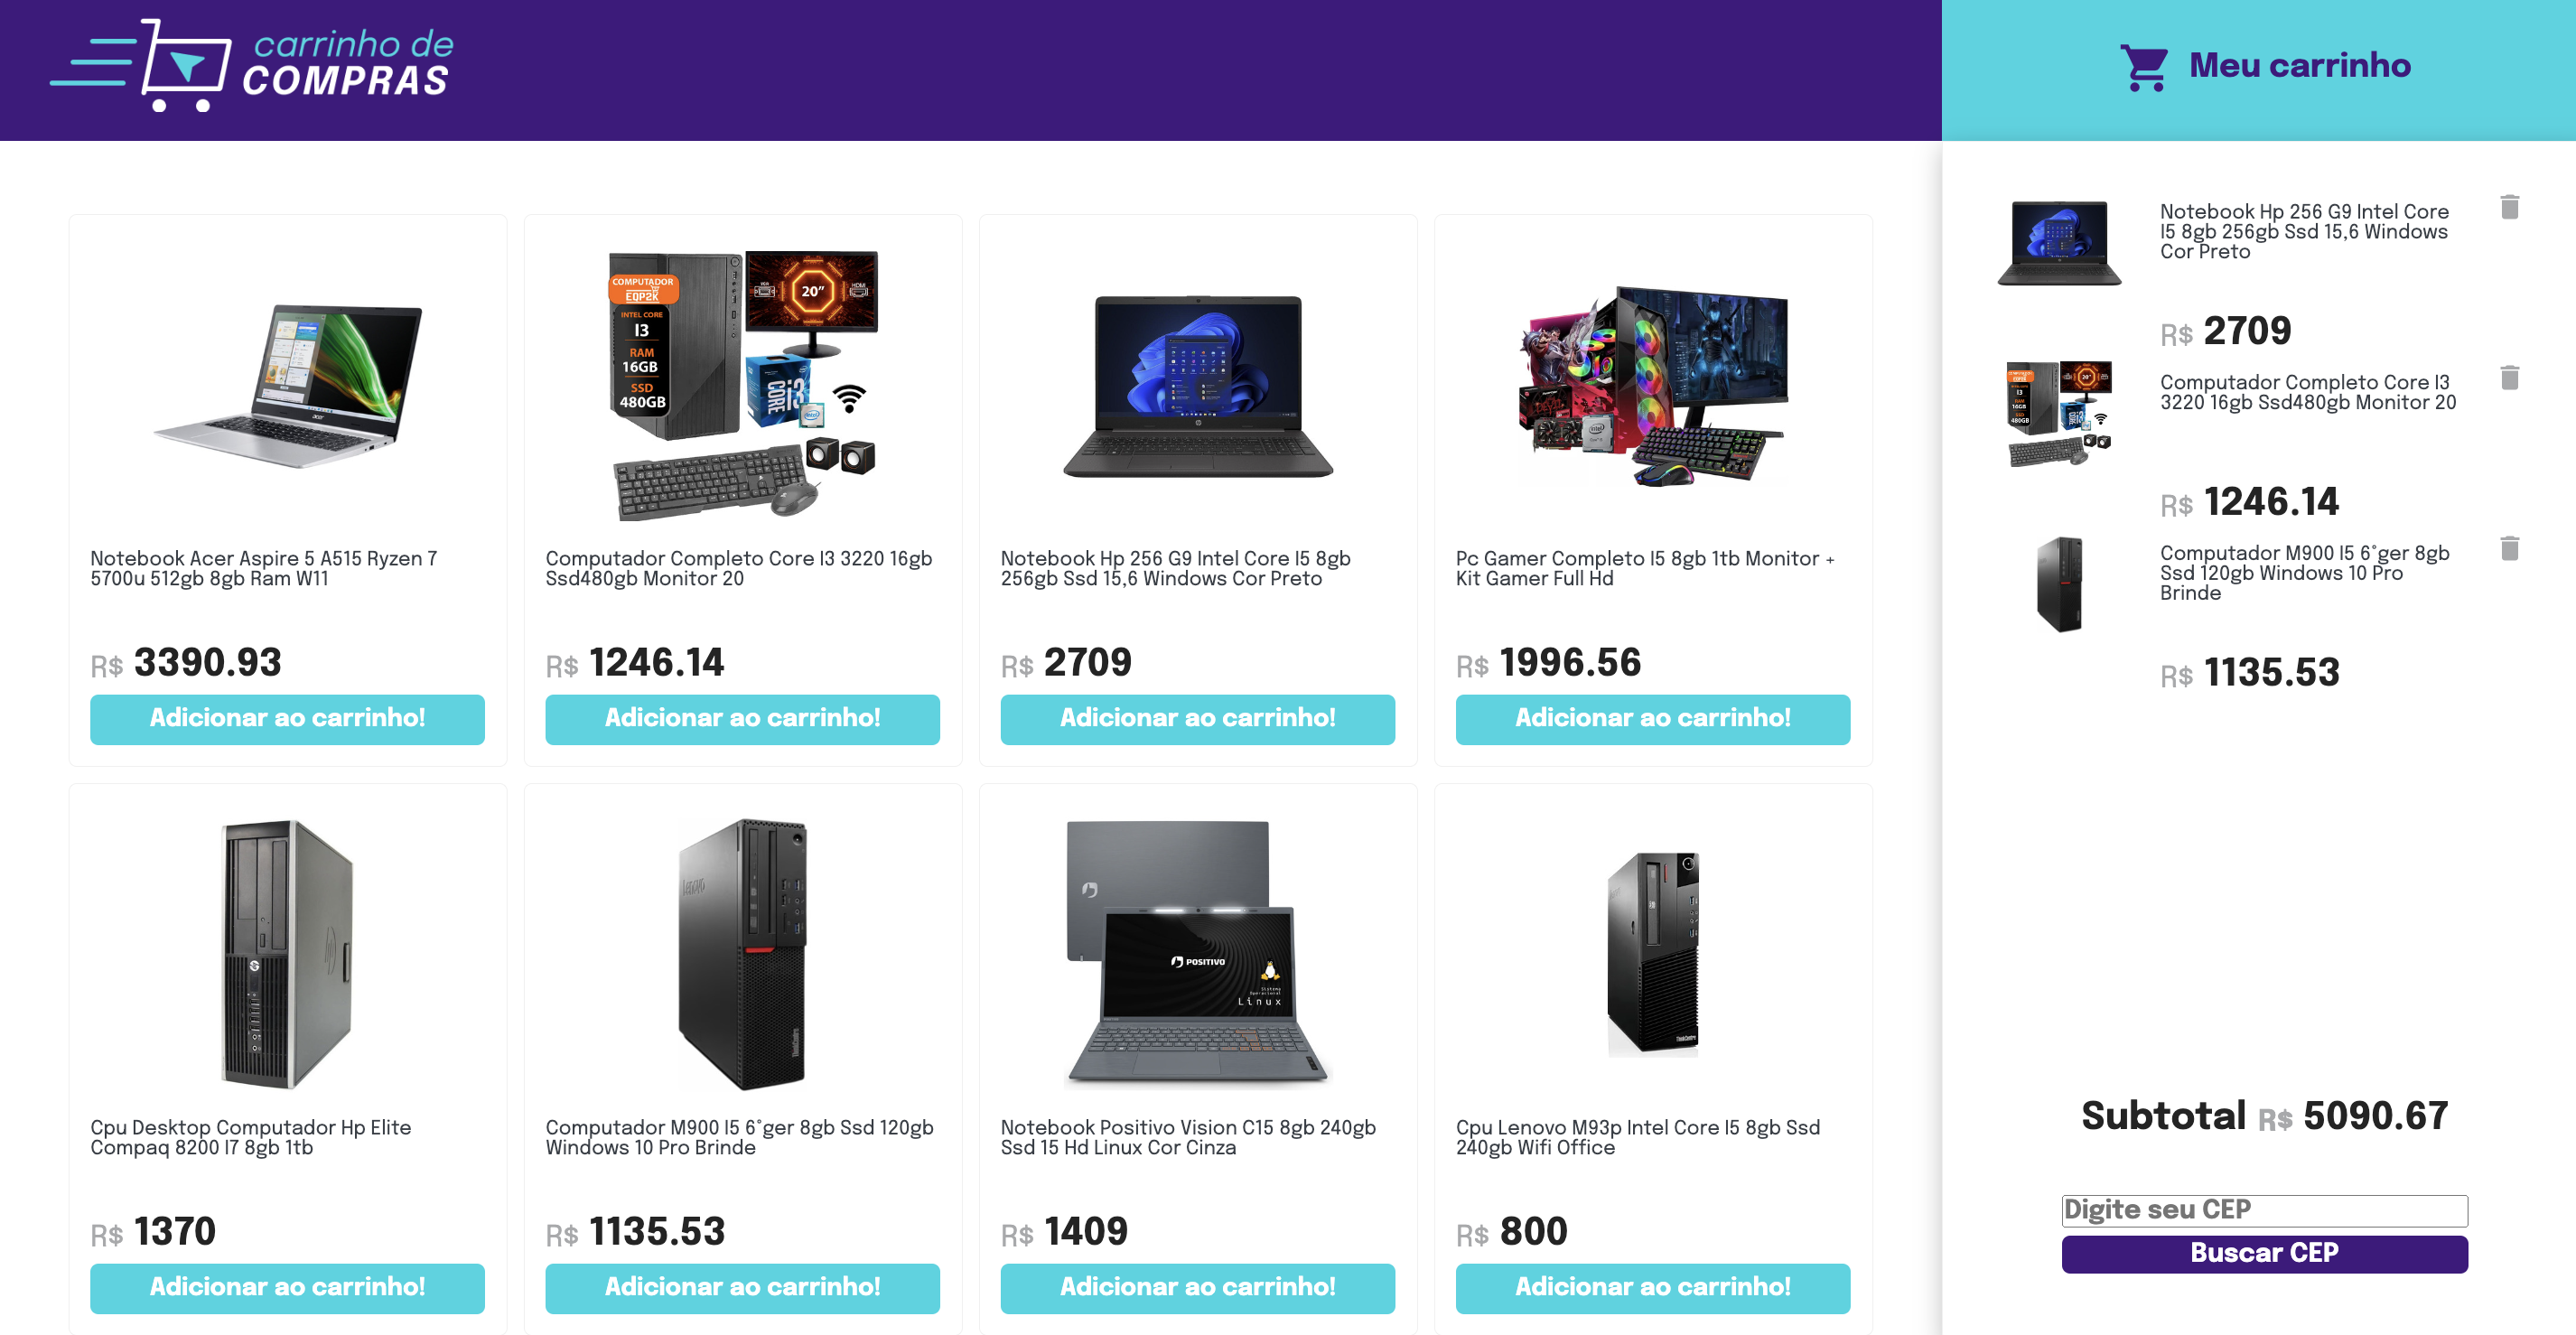 carrinho de
COMPRAS
Meu carrinho
COMPUTADOR
EQP2K
INTEL CORE
I3
RAM
16GB
SSD
480GB
20”
HDMI
CORE i3
Notebook Acer Aspire 5 A515 Ryzen 7
5700u 512gb 8gb Ram W11
R$ 3390.93
Adicionar ao carrinho!
Computador Completo Core I3 3220 16gb
Ssd480gb Monitor 20
R$ 1246.14
Adicionar ao carrinho!
Notebook Hp 256 G9 Intel Core I5 8gb
256gb Ssd 15,6 Windows Cor Preto
R$ 2709
Adicionar ao carrinho!
Pc Gamer Completo I5 8gb 1tb Monitor +
Kit Gamer Full Hd
R$ 1996.56
Adicionar ao carrinho!
Lenovo
POSITIVO
Linux
Cpu Desktop Computador Hp Elite
Compaq 8200 I7 8gb 1tb
R$ 1370
Adicionar ao carrinho!
Computador M900 I5 6°ger 8gb Ssd 120gb
Windows 10 Pro Brinde
R$ 1135.53
Adicionar ao carrinho!
Notebook Positivo Vision C15 8gb 240gb
Ssd 15 Hd Linux Cor Cinza
R$ 1409
Adicionar ao carrinho!
Cpu Lenovo M93p Intel Core I5 8gb Ssd
240gb Wifi Office
R$ 800
Adicionar ao carrinho!
Notebook Hp 256 G9 Intel Core
I5 8gb 256gb Ssd 15,6 Windows
Cor Preto
R$ 2709
I3
16GB
480GB
20”
Computador Completo Core I3
3220 16gb Ssd480gb Monitor 20
R$ 1246.14
Computador M900 I5 6°ger 8gb
Ssd 120gb Windows 10 Pro
Brinde
R$ 1135.53
Subtotal R$ 5090.67
Digite seu CEP
Buscar CEP